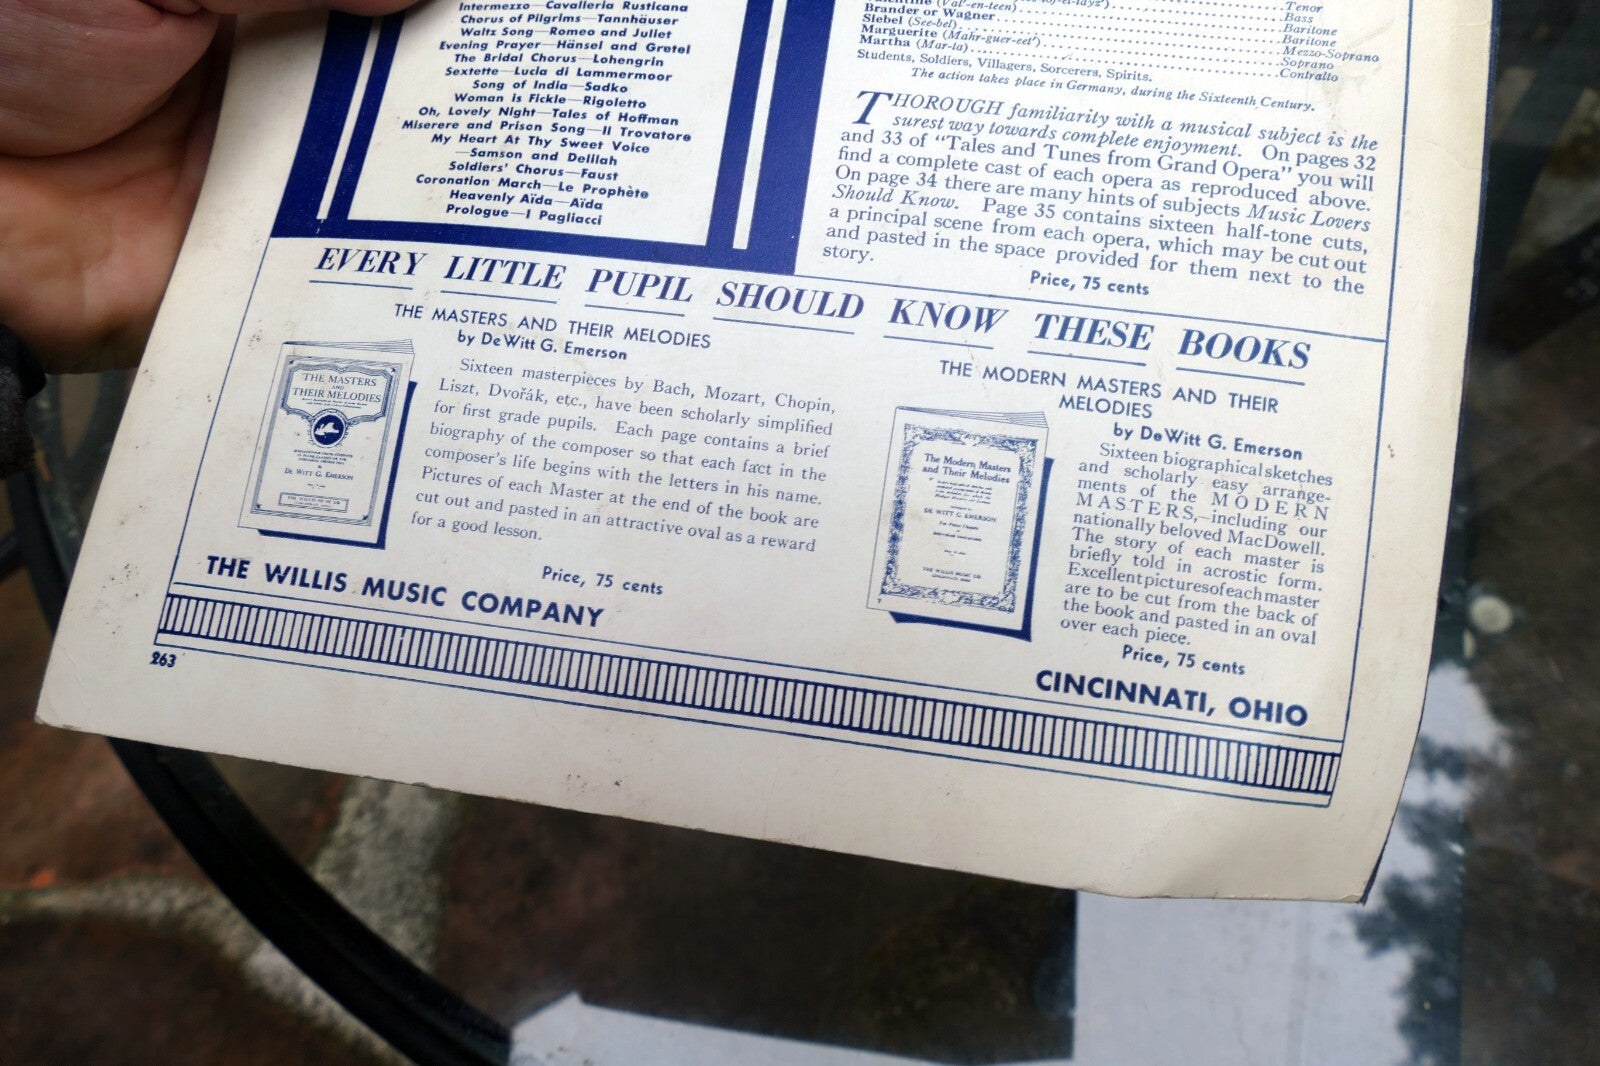 Intermezzo—Cavalleria Rusticana
Chorus of Pilgrims—Tannhäuser
Waltz Song—Romeo and Juliet
Evening Prayer—Hänsel and Gretel
The Bridal Chorus—Lohengrin
Sextette—Lucia di Lammermoor
Song of India—Sadko
Woman is Fickle—Rigoletto
Oh, Lovely Night—Tales of Hoffman
Miserere and Prison Song—Il Trovatore
My Heart At Thy Sweet Voice
—Samson and Delilah
Soldiers' Chorus—Faust
Coronation March—Le Prophète
Heavenly Aïda—Aïda
Prologue—I Pagliacci
Tenor
(Val'-en-teen) Bass
Brander or Wagner Baritone
Siebel (See-bel) Baritone
Marguerite (Mahr-guer-eet') Mezzo-Soprano
Martha (Mar-ta) Soprano
Contralto
Students, Soldiers, Villagers, Sorcerers, Spirits.
The action takes place in Germany, during the Sixteenth Century.
THOROUGH familiarity with a musical subject is the
surest way towards complete enjoyment. On pages 32
and 33 of "Tales and Tunes from Grand Opera" you will
find a complete cast of each opera as reproduced above.
On page 34 there are many hints of subjects Music Lovers
Should Know. Page 35 contains sixteen half-tone cuts,
a principal scene from each opera, which may be cut out
and pasted in the space provided for them next to the
story.
Price, 75 cents
EVERY LITTLE PUPIL SHOULD KNOW THESE BOOKS
THE MASTERS AND THEIR MELODIES
by DeWitt G. Emerson
THE MASTERS
AND
THEIR MELODIES
DE WITT G. EMERSON
THE WILLIS MUSIC CO.
Sixteen masterpieces by Bach, Mozart, Chopin,
Liszt, Dvořák, etc., have been scholarly simplified
for first grade pupils. Each page contains a brief
biography of the composer so that each fact in the
composer's life begins with the letters in his name.
Pictures of each Master at the end of the book are
cut out and pasted in an attractive oval as a reward
for a good lesson.
Price, 75 cents
THE MODERN MASTERS AND THEIR
MELODIES
by DeWitt G. Emerson
The Modern Masters
and Their Melodies
DE WITT G. EMERSON
THE WILLIS MUSIC CO.
Sixteen biographical sketches
and scholarly easy arrange-
ments of the MODERN
MASTERS,—including our
nationally beloved MacDowell.
The story of each master is
briefly told in acrostic form.
Excellent pictures of each master
are to be cut from the back of
the book and pasted in an oval
over each piece.
Price, 75 cents
THE WILLIS MUSIC COMPANY
CINCINNATI, OHIO
263